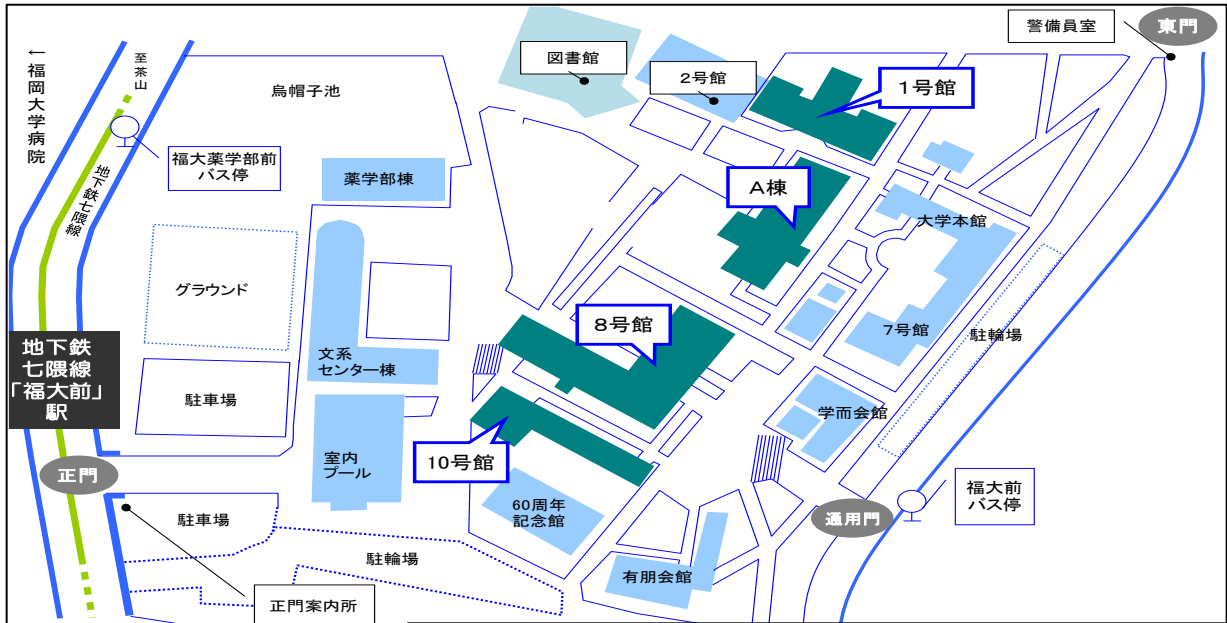 ←福岡大学病院
至茶山
地下鉄七隈線
烏帽子池
福大薬学部前
バス停
薬学部棟
図書館
2号館
1号館
警備員室
東門
A棟
大学本館
グラウンド
8号館
7号館
駐輪場
地下鉄
七隈線
「福大前」
駅
文系
センター棟
駐車場
学而会館
10号館
室内
プール
正門
60周年
記念館
福大前
バス停
通用門
駐車場
駐輪場
有朋会館
正門案内所